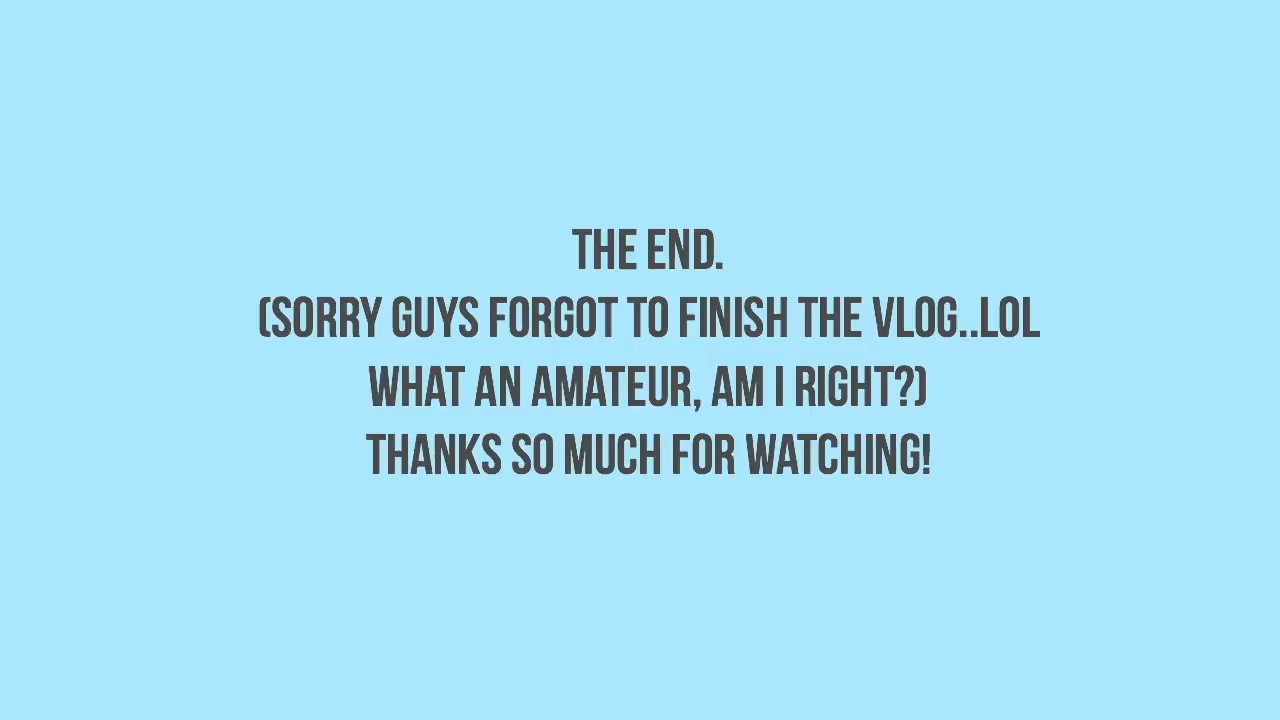 THE END.
(SORRY GUYS FORGOT TO FINISH THE VLOG..LOL
WHAT AN AMATEUR, AM I RIGHT?)
THANKS SO MUCH FOR WATCHING!